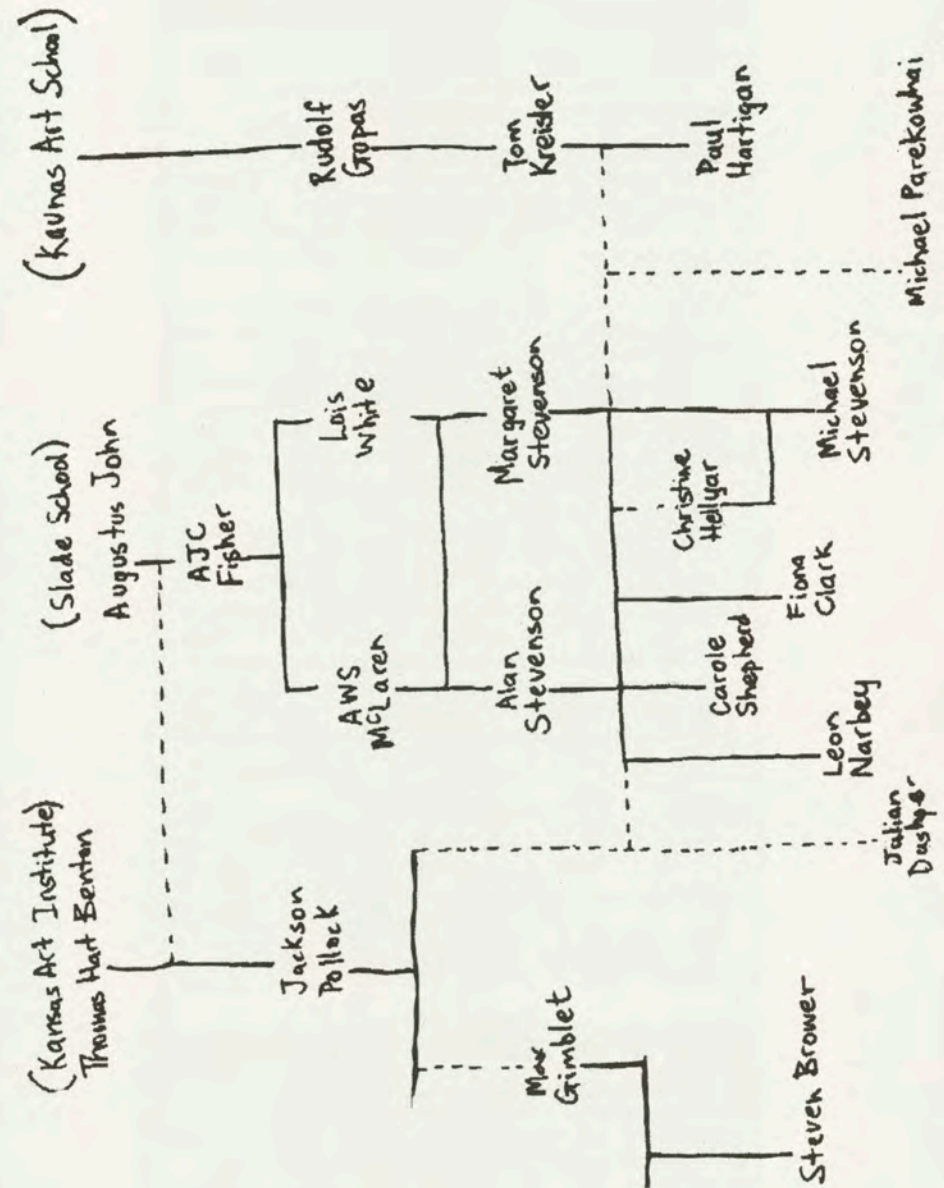 (Kansas Art Institute)
Thomas Hart Benton
(Slade School)
Augustus John
(Kaunas Art School)
AJC
Fisher
Jackson
Pollock
AWS
McLaren
Lois
White
Rudolf
Gopas
Max
Gimblet
Alan
Stevenson
Margaret
Stevenson
Tom
Kreisler
Christine
Hellyar
Carole
Shepherd
Fiona
Clark
Paul
Hartigan
Steven Brower
Leon
Narbey
Michael
Stevenson
Julian
Dashper
Michael Parekowhai